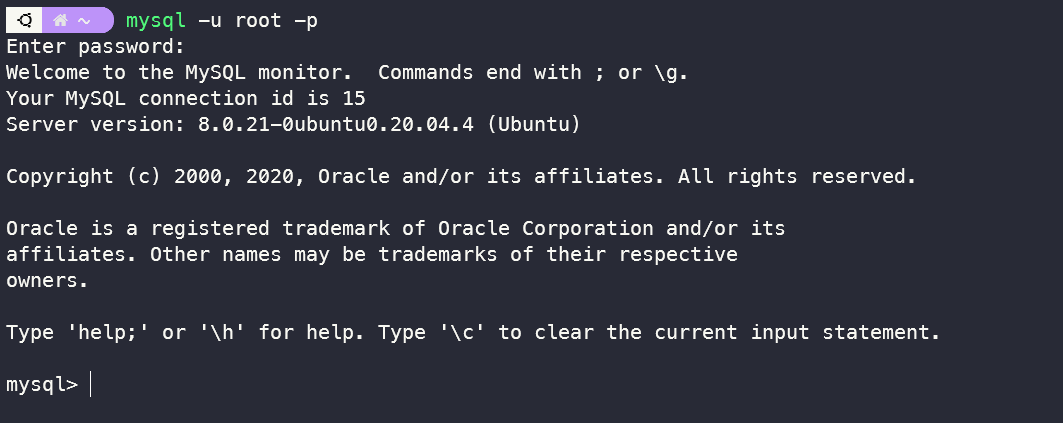 ~ mysql -u root -p
Enter password:
Welcome to the MySQL monitor.  Commands end with ; or \g.
Your MySQL connection id is 15
Server version: 8.0.21-0ubuntu0.20.04.4 (Ubuntu)
Copyright (c) 2000, 2020, Oracle and/or its affiliates. All rights reserved.
Oracle is a registered trademark of Oracle Corporation and/or its
affiliates. Other names may be trademarks of their respective
owners.
Type 'help;' or '\h' for help. Type '\c' to clear the current input statement.
mysql>